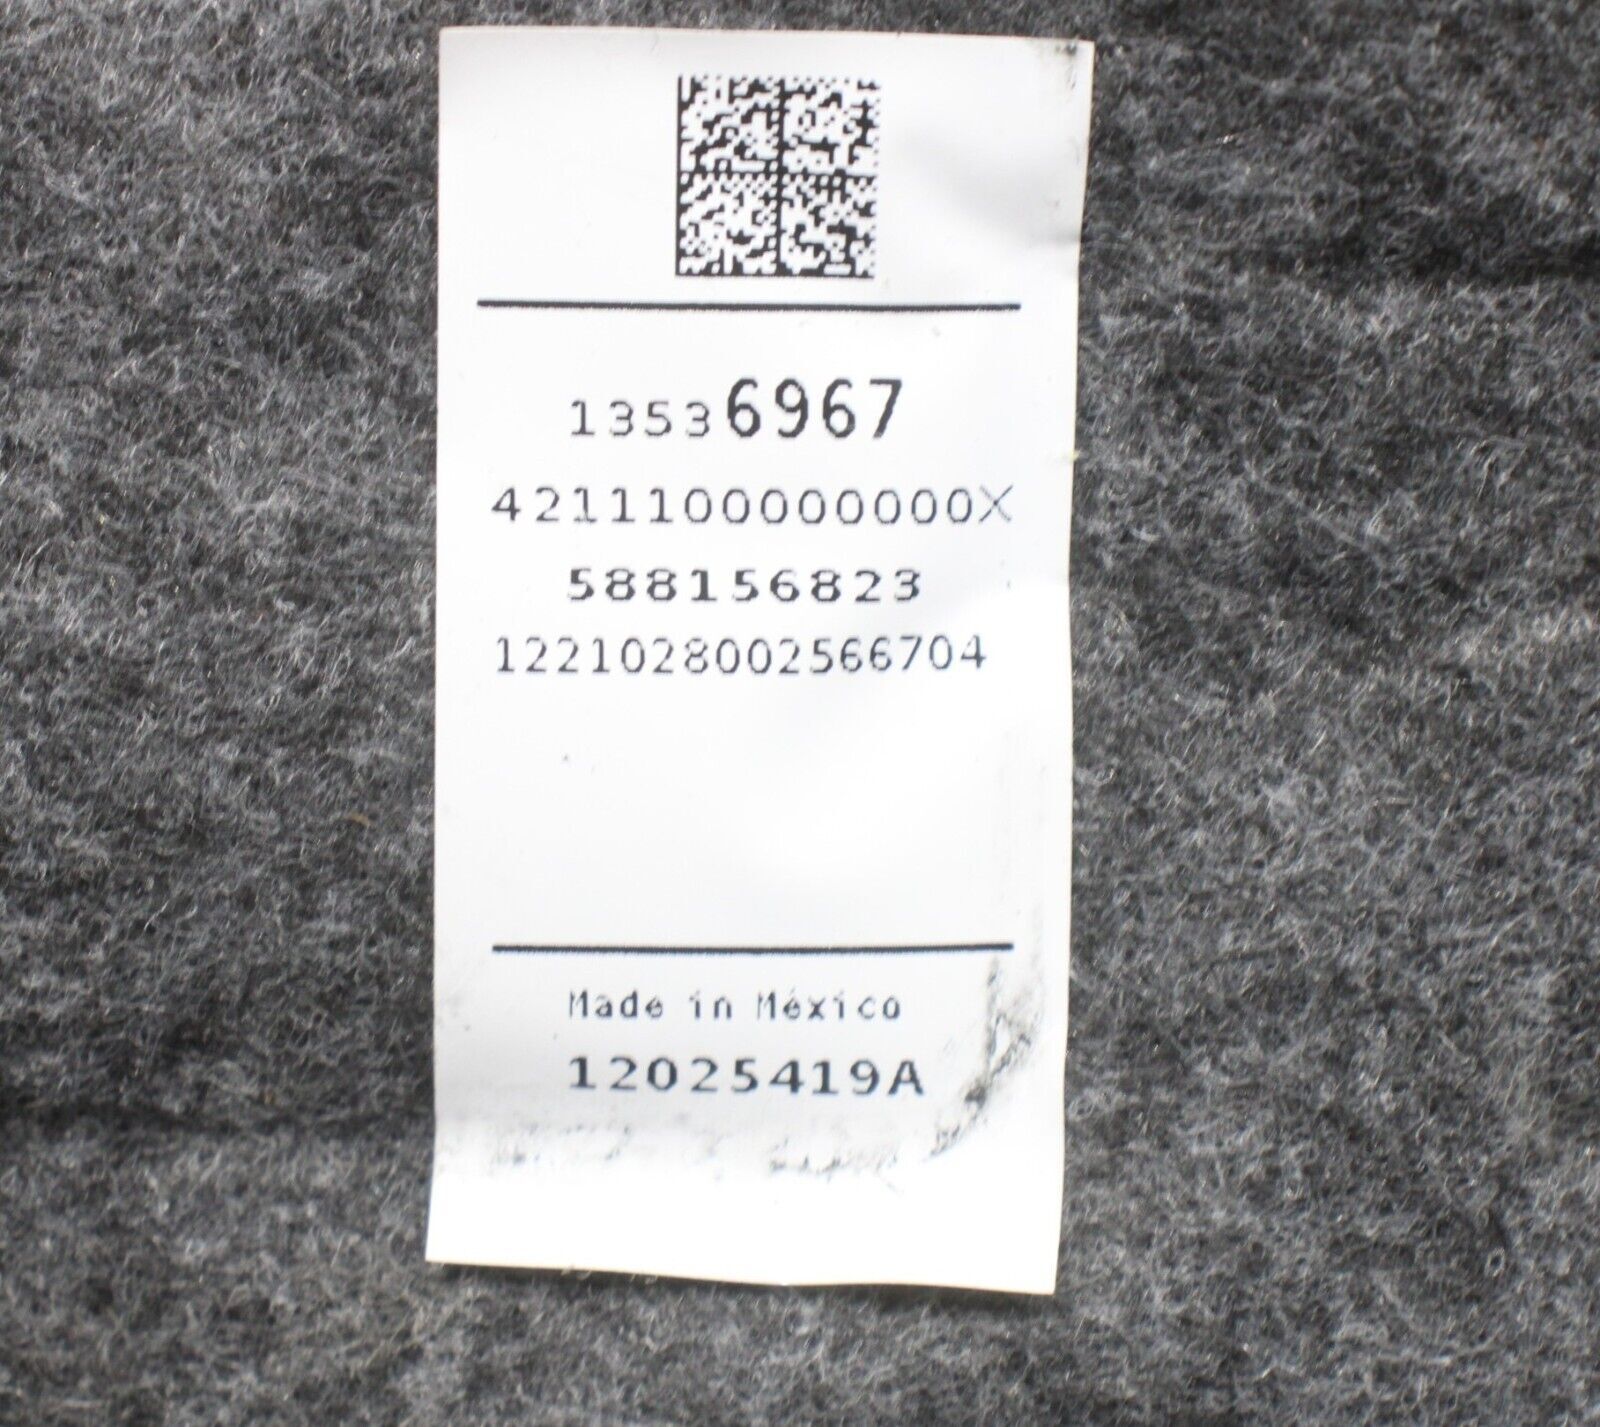 13536967
4211100000000X
588156823
1221028002566704
Made in México
12025419A